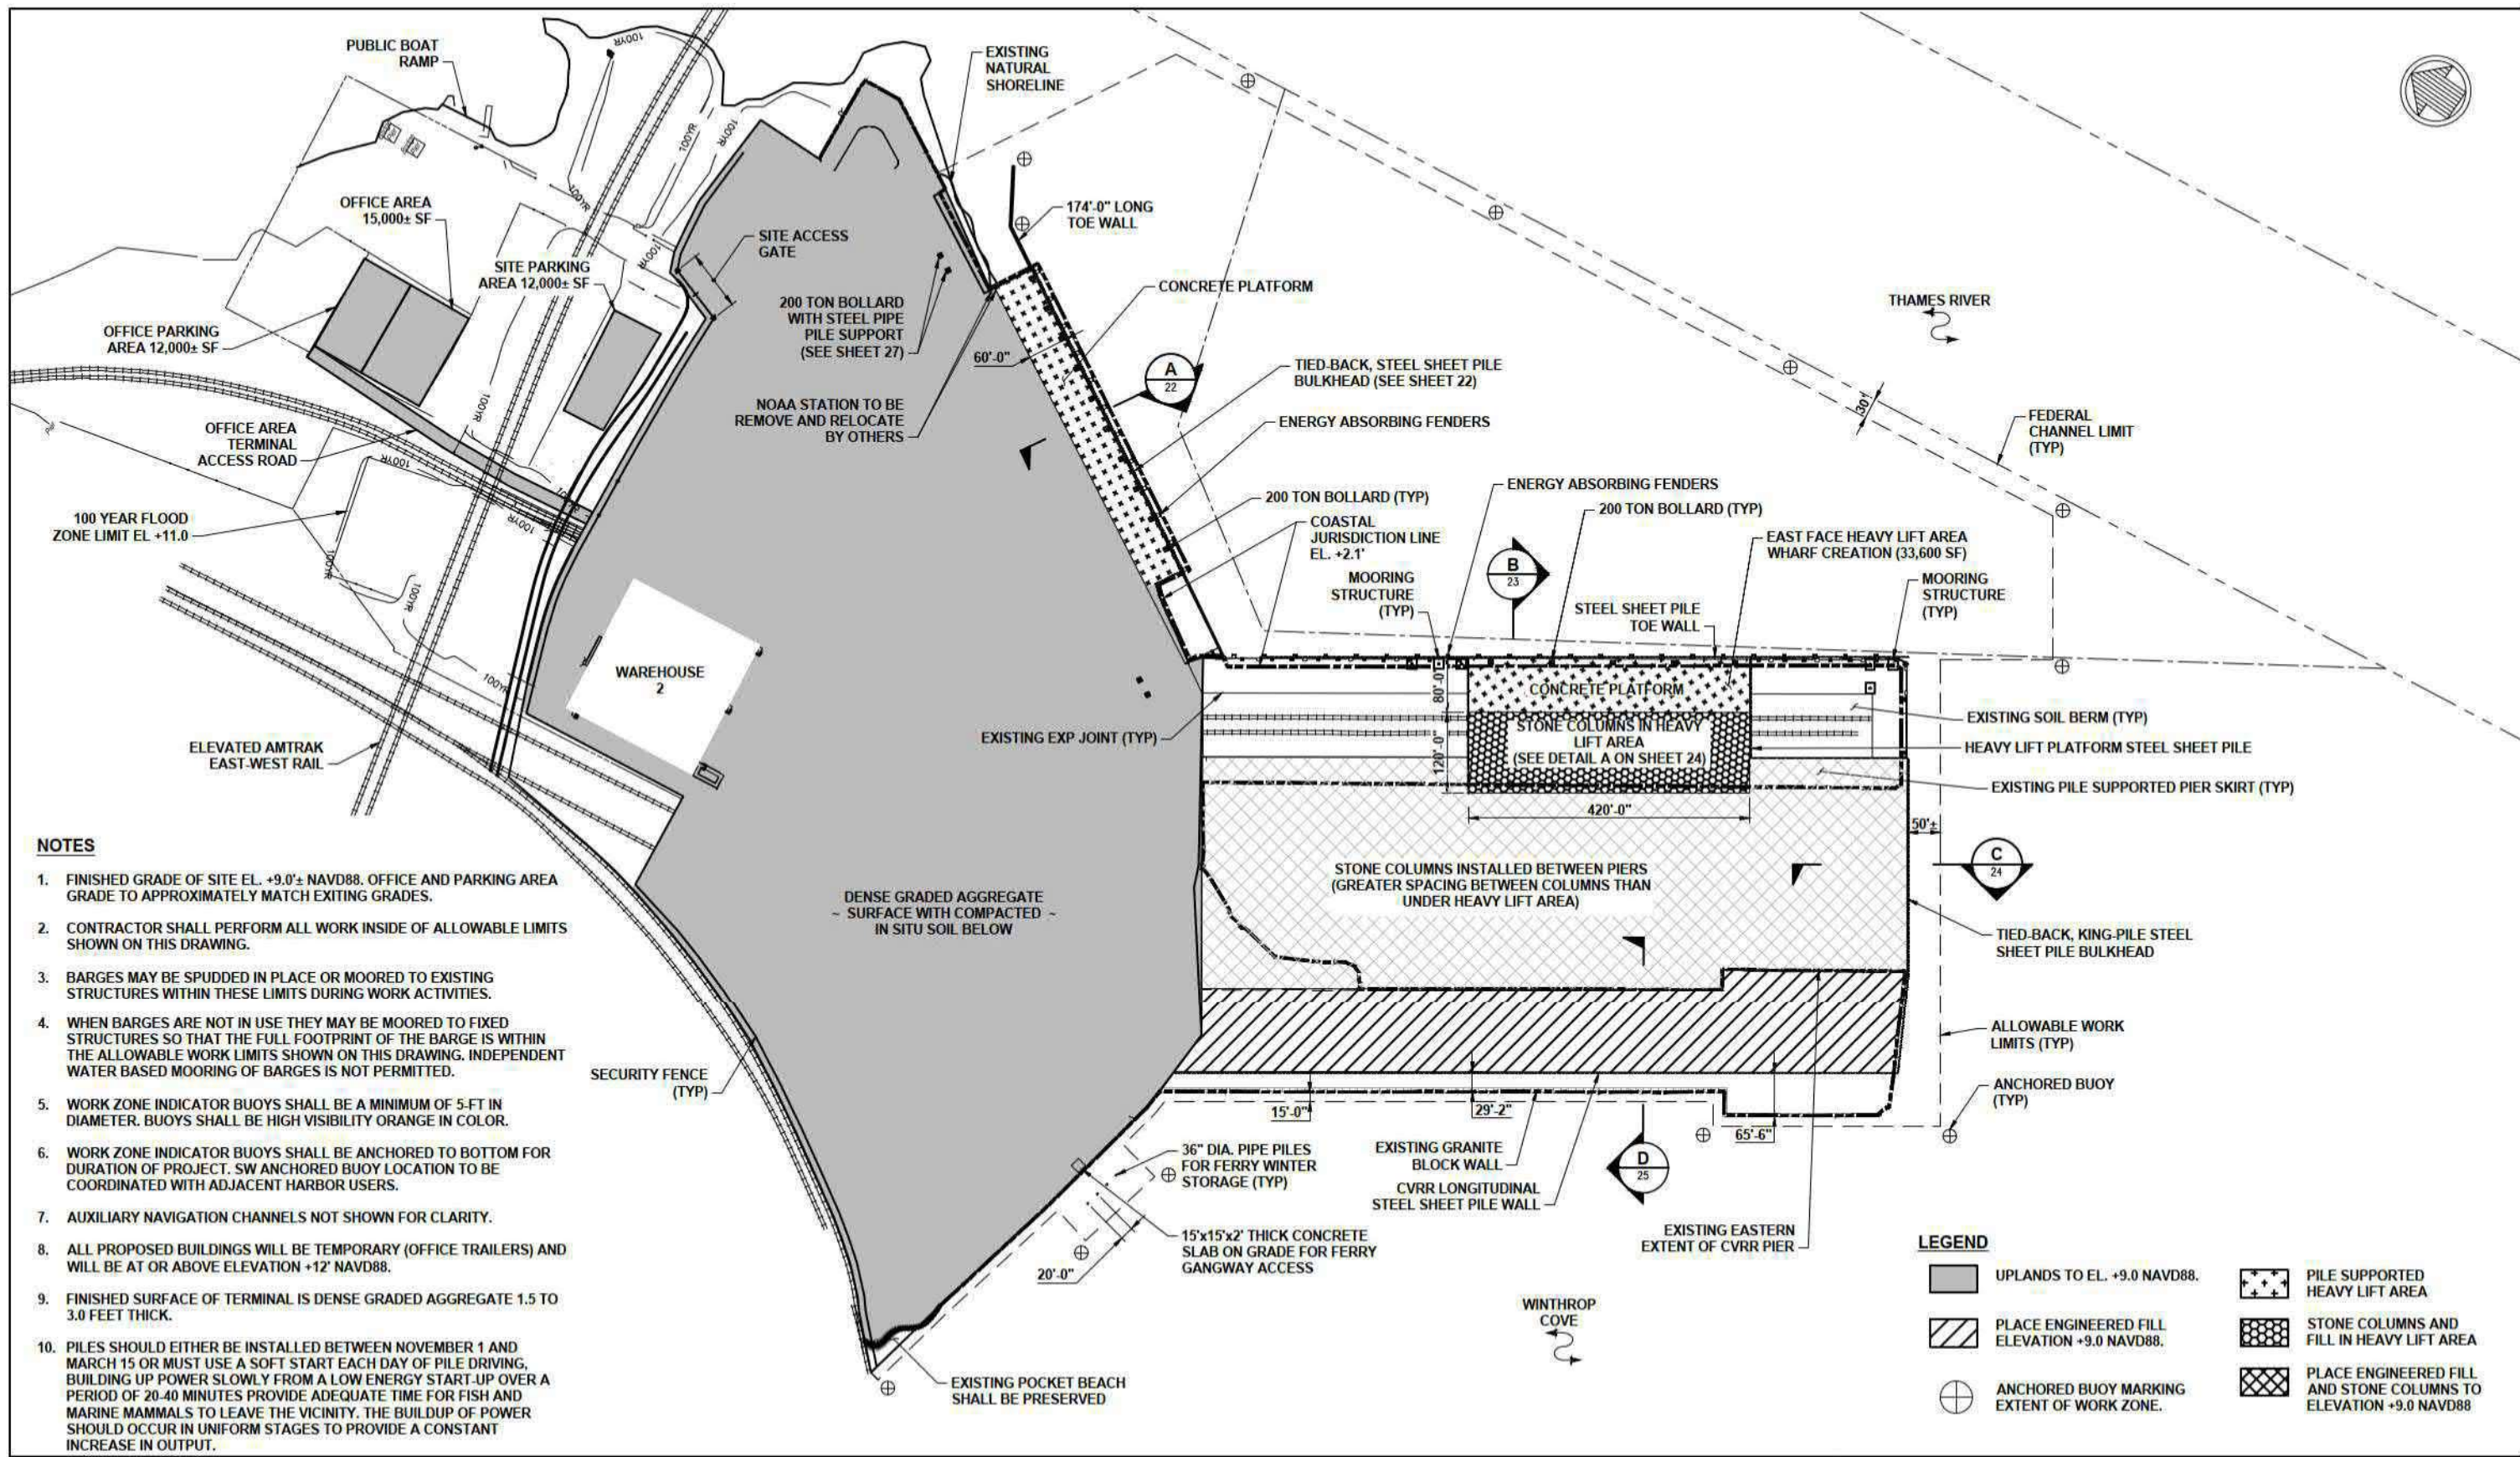 PUBLIC BOAT
RAMP
EXISTING
NATURAL
SHORELINE
100YR
100YR
100YR
100YR
100YR
174'-0" LONG
TOE WALL
OFFICE AREA
15,000± SF
SITE ACCESS
GATE
SITE PARKING
AREA 12,000± SF
200 TON BOLLARD
WITH STEEL PIPE
PILE SUPPORT
(SEE SHEET 27)
CONCRETE PLATFORM
THAMES RIVER
OFFICE PARKING
AREA 12,000± SF
60'-0"
A
22
TIED-BACK, STEEL SHEET PILE
BULKHEAD (SEE SHEET 22)
30'
FEDERAL
CHANNEL LIMIT
(TYP)
NOAA STATION TO BE
REMOVE AND RELOCATE
BY OTHERS
ENERGY ABSORBING FENDERS
OFFICE AREA
TERMINAL
ACCESS ROAD
100YR
100YR
100YR
100YR
100YR
100YR
100 YEAR FLOOD
ZONE LIMIT EL +11.0
200 TON BOLLARD (TYP)
ENERGY ABSORBING FENDERS
200 TON BOLLARD (TYP)
COASTAL
JURISDICTION LINE
EL. +2.1'
EAST FACE HEAVY LIFT AREA
WHARF CREATION (33,600 SF)
B
23
MOORING
STRUCTURE
(TYP)
MOORING
STRUCTURE
(TYP)
STEEL SHEET PILE
TOE WALL
WAREHOUSE
2
80'-0"
CONCRETE PLATFORM
EXISTING SOIL BERM (TYP)
EXISTING EXP JOINT (TYP)
120'-0"
STONE COLUMNS IN HEAVY
LIFT AREA
(SEE DETAIL A ON SHEET 24)
HEAVY LIFT PLATFORM STEEL SHEET PILE
ELEVATED AMTRAK
EAST-WEST RAIL
EXISTING PILE SUPPORTED PIER SKIRT (TYP)
420'-0"
50'±
C
24
STONE COLUMNS INSTALLED BETWEEN PIERS
(GREATER SPACING BETWEEN COLUMNS THAN
UNDER HEAVY LIFT AREA)
DENSE GRADED AGGREGATE
~ SURFACE WITH COMPACTED ~
IN SITU SOIL BELOW
TIED-BACK, KING-PILE STEEL
SHEET PILE BULKHEAD
ALLOWABLE WORK
LIMITS (TYP)
SECURITY FENCE
(TYP)
ANCHORED BUOY
(TYP)
15'-0"
29'-2"
65'-6"
EXISTING GRANITE
BLOCK WALL
D
25
36" DIA. PIPE PILES
FOR FERRY WINTER
STORAGE (TYP)
CVRR LONGITUDINAL
STEEL SHEET PILE WALL
EXISTING EASTERN
EXTENT OF CVRR PIER
15'x15'x2' THICK CONCRETE
SLAB ON GRADE FOR FERRY
GANGWAY ACCESS
20'-0"
WINTHROP
COVE
EXISTING POCKET BEACH
SHALL BE PRESERVED
NOTES
1. FINISHED GRADE OF SITE EL. +9.0'± NAVD88. OFFICE AND PARKING AREA
GRADE TO APPROXIMATELY MATCH EXITING GRADES.
2. CONTRACTOR SHALL PERFORM ALL WORK INSIDE OF ALLOWABLE LIMITS
SHOWN ON THIS DRAWING.
3. BARGES MAY BE SPUDDED IN PLACE OR MOORED TO EXISTING
STRUCTURES WITHIN THESE LIMITS DURING WORK ACTIVITIES.
4. WHEN BARGES ARE NOT IN USE THEY MAY BE MOORED TO FIXED
STRUCTURES SO THAT THE FULL FOOTPRINT OF THE BARGE IS WITHIN
THE ALLOWABLE WORK LIMITS SHOWN ON THIS DRAWING. INDEPENDENT
WATER BASED MOORING OF BARGES IS NOT PERMITTED.
5. WORK ZONE INDICATOR BUOYS SHALL BE A MINIMUM OF 5-FT IN
DIAMETER. BUOYS SHALL BE HIGH VISIBILITY ORANGE IN COLOR.
6. WORK ZONE INDICATOR BUOYS SHALL BE ANCHORED TO BOTTOM FOR
DURATION OF PROJECT. SW ANCHORED BUOY LOCATION TO BE
COORDINATED WITH ADJACENT HARBOR USERS.
7. AUXILIARY NAVIGATION CHANNELS NOT SHOWN FOR CLARITY.
8. ALL PROPOSED BUILDINGS WILL BE TEMPORARY (OFFICE TRAILERS) AND
WILL BE AT OR ABOVE ELEVATION +12' NAVD88.
9. FINISHED SURFACE OF TERMINAL IS DENSE GRADED AGGREGATE 1.5 TO
3.0 FEET THICK.
10. PILES SHOULD EITHER BE INSTALLED BETWEEN NOVEMBER 1 AND
MARCH 15 OR MUST USE A SOFT START EACH DAY OF PILE DRIVING,
BUILDING UP POWER SLOWLY FROM A LOW ENERGY START-UP OVER A
PERIOD OF 20-40 MINUTES PROVIDE ADEQUATE TIME FOR FISH AND
MARINE MAMMALS TO LEAVE THE VICINITY. THE BUILDUP OF POWER
SHOULD OCCUR IN UNIFORM STAGES TO PROVIDE A CONSTANT
INCREASE IN OUTPUT.
LEGEND
UPLANDS TO EL. +9.0 NAVD88.
PLACE ENGINEERED FILL
ELEVATION +9.0 NAVD88.
ANCHORED BUOY MARKING
EXTENT OF WORK ZONE.
PILE SUPPORTED
HEAVY LIFT AREA
STONE COLUMNS AND
FILL IN HEAVY LIFT AREA
PLACE ENGINEERED FILL
AND STONE COLUMNS TO
ELEVATION +9.0 NAVD88